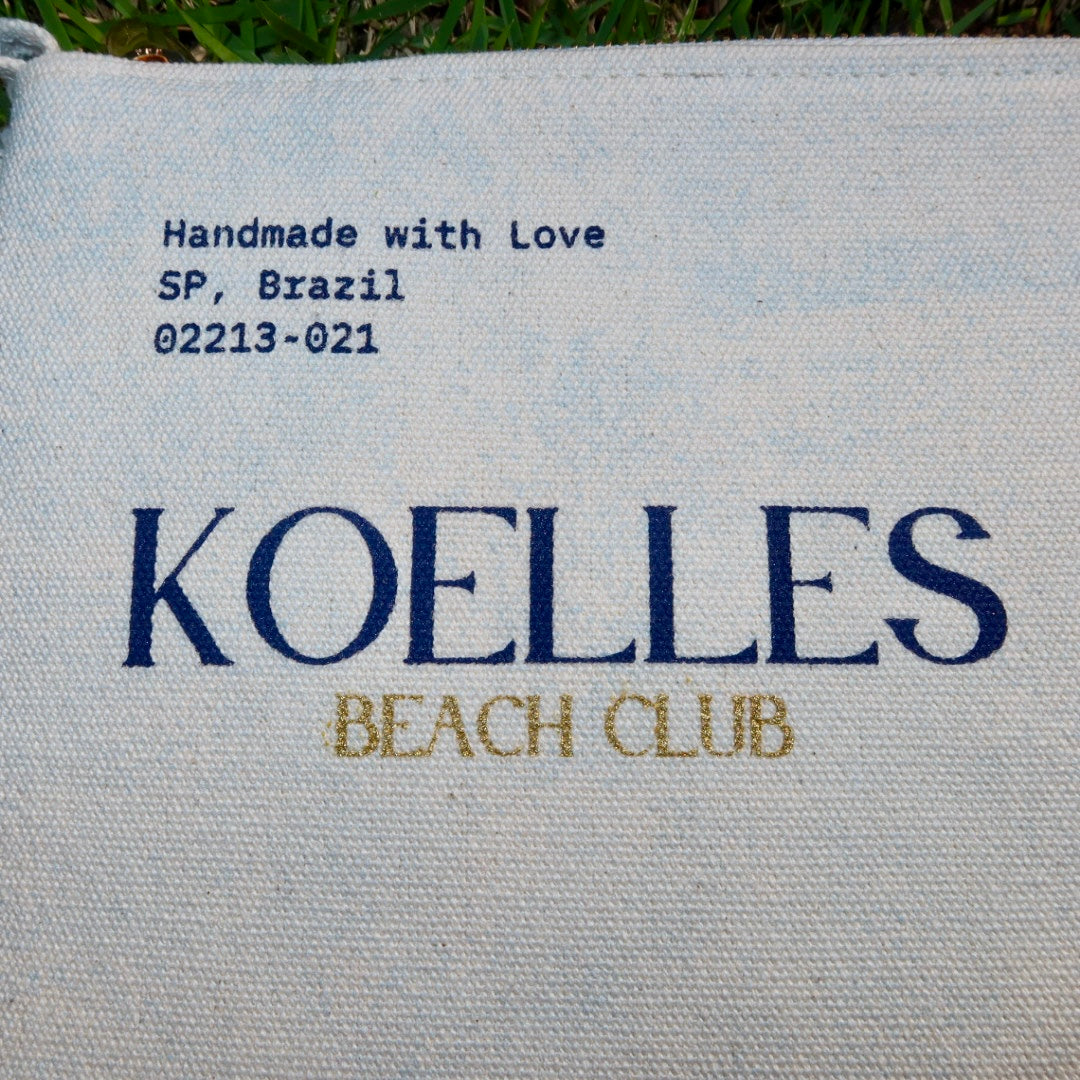 Handmade with Love
SP, Brazil
02213-021
KOELLES
BEACH CLUB